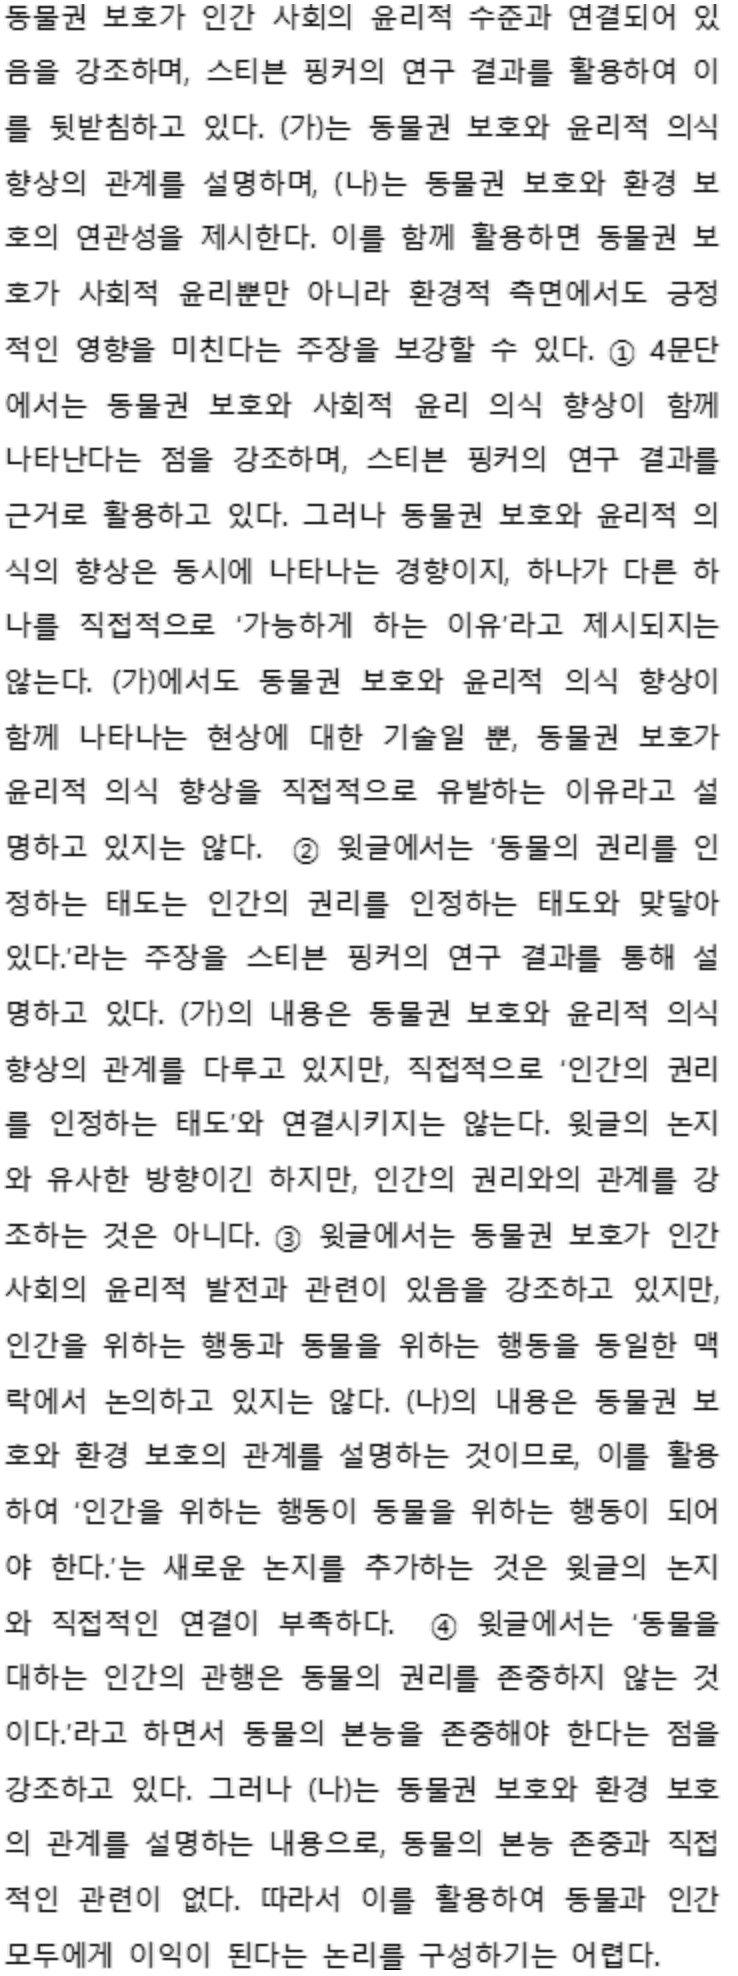 동물권 보호가 인간 사회의 윤리적 수준과 연결되어 있
음을 강조하며, 스티븐 핑커의 연구 결과를 활용하여 이
를 뒷받침하고 있다. (가)는 동물권 보호와 윤리적 의식
향상의 관계를 설명하며, (나)는 동물권 보호와 환경 보
호의 연관성을 제시한다. 이를 함께 활용하면 동물권 보
호가 사회적 윤리뿐만 아니라 환경적 측면에서도 긍정
적인 영향을 미친다는 주장을 보강할 수 있다. ① 4문단
에서는 동물권 보호와 사회적 윤리 의식 향상이 함께
나타난다는 점을 강조하며, 스티븐 핑커의 연구 결과를
근거로 활용하고 있다. 그러나 동물권 보호와 윤리적 의
식의 향상은 동시에 나타나는 경향이지, 하나가 다른 하
나를 직접적으로 '가능하게 하는 이유'라고 제시되지는
않는다. (가)에서도 동물권 보호와 윤리적 의식 향상이
함께 나타나는 현상에 대한 기술일 뿐, 동물권 보호가
윤리적 의식 향상을 직접적으로 유발하는 이유라고 설
명하고 있지는 않다. ② 윗글에서는 '동물의 권리를 인
정하는 태도는 인간의 권리를 인정하는 태도와 맞닿아
있다.'라는 주장을 스티븐 핑커의 연구 결과를 통해 설
명하고 있다. (가)의 내용은 동물권 보호와 윤리적 의식
향상의 관계를 다루고 있지만, 직접적으로 '인간의 권리
를 인정하는 태도'와 연결시키지는 않는다. 윗글의 논지
와 유사한 방향이긴 하지만, 인간의 권리와의 관계를 강
조하는 것은 아니다. ③ 윗글에서는 동물권 보호가 인간
사회의 윤리적 발전과 관련이 있음을 강조하고 있지만,
인간을 위하는 행동과 동물을 위하는 행동을 동일한 맥
락에서 논의하고 있지는 않다. (나)의 내용은 동물권 보
호와 환경 보호의 관계를 설명하는 것이므로, 이를 활용
하여 '인간을 위하는 행동이 동물을 위하는 행동이 되어
야 한다.'는 새로운 논지를 추가하는 것은 윗글의 논지
와 직접적인 연결이 부족하다. ④ 윗글에서는 '동물을
대하는 인간의 관행은 동물의 권리를 존중하지 않는 것
이다.'라고 하면서 동물의 본능을 존중해야 한다는 점을
강조하고 있다. 그러나 (나)는 동물권 보호와 환경 보호
의 관계를 설명하는 내용으로, 동물의 본능 존중과 직접
적인 관련이 없다. 따라서 이를 활용하여 동물과 인간
모두에게 이익이 된다는 논리를 구성하기는 어렵다.